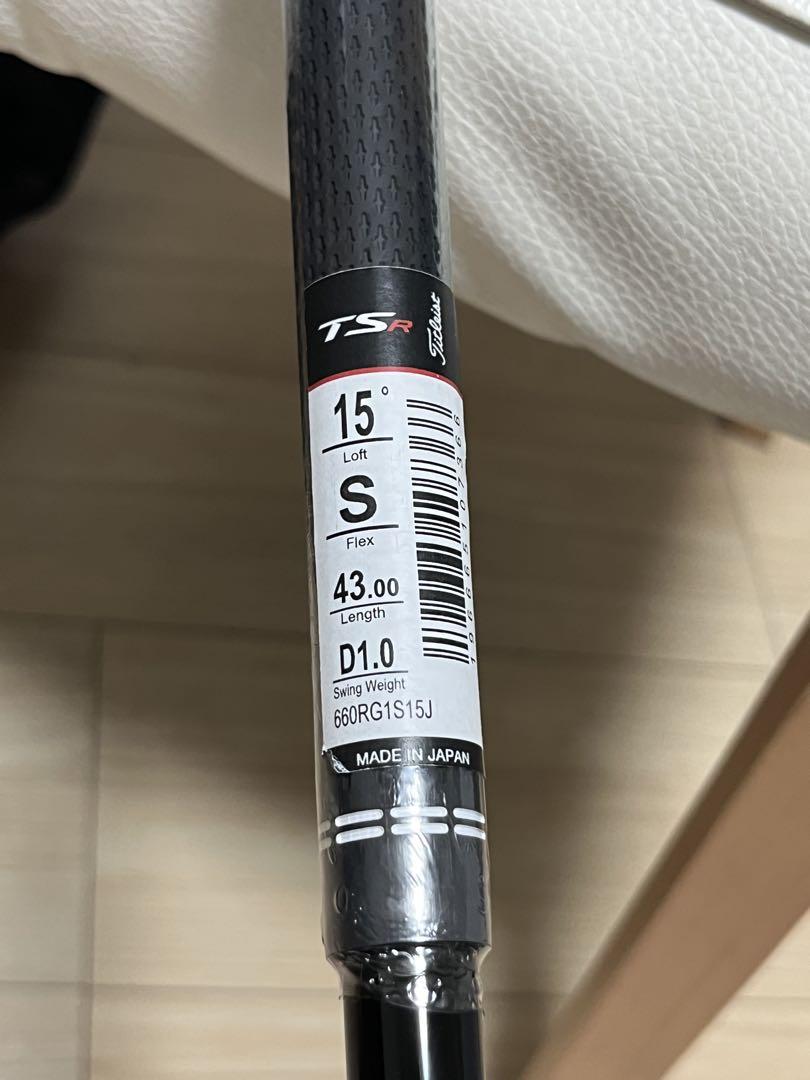 TSR Titleist
15°
Loft
S
Flex
43.00
Length
D1.0
Swing Weight
660RG1S15J
MADE IN JAPAN